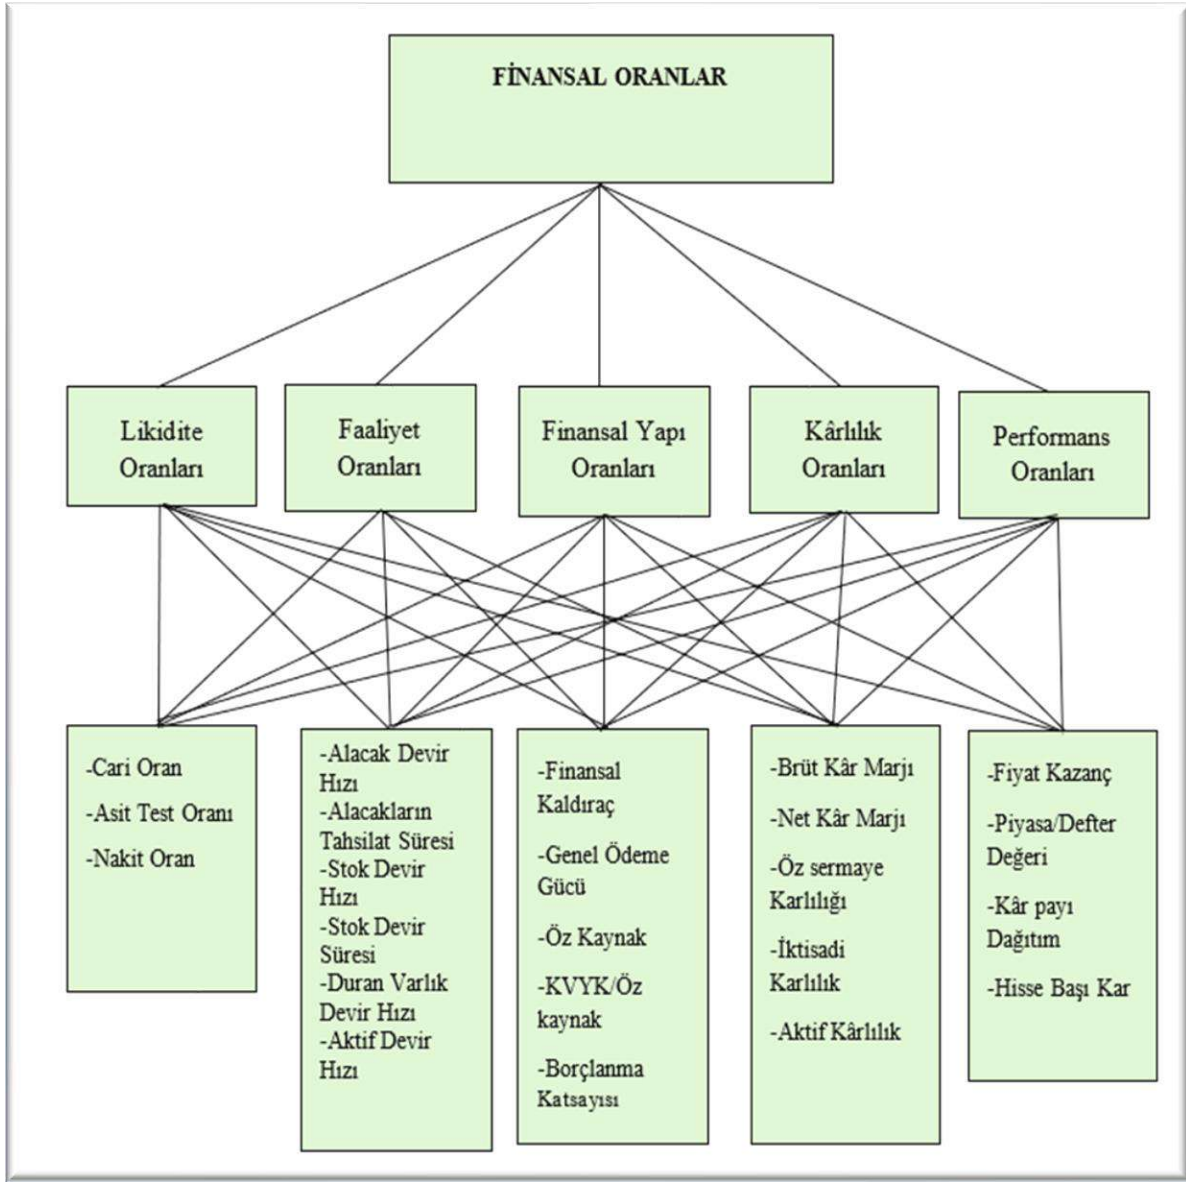 FİNANSAL ORANLAR
Likidite
Oranları
Faaliyet
Oranları
Finansal Yapı
Oranları
Kârlılık
Oranları
Performans
Oranları
-Cari Oran
-Asit Test Oranı
-Nakit Oran
-Alacak Devir
Hızı
-Alacakların
Tahsilat Süresi
-Stok Devir
Hızı
-Stok Devir
Süresi
-Duran Varlık
Devir Hızı
-Aktif Devir
Hızı
-Finansal
Kaldıraç
-Genel Ödeme
Gücü
-Öz Kaynak
-KVYK/Öz
kaynak
-Borçlanma
Katsayısı
-Brüt Kâr Marjı
-Net Kâr Marjı
-Öz sermaye
Karlılığı
-İktisadi
Karlılık
-Aktif Kârlılık
-Fiyat Kazanç
-Piyasa/Defter
Değeri
-Kâr payı
Dağıtım
-Hisse Başı Kar